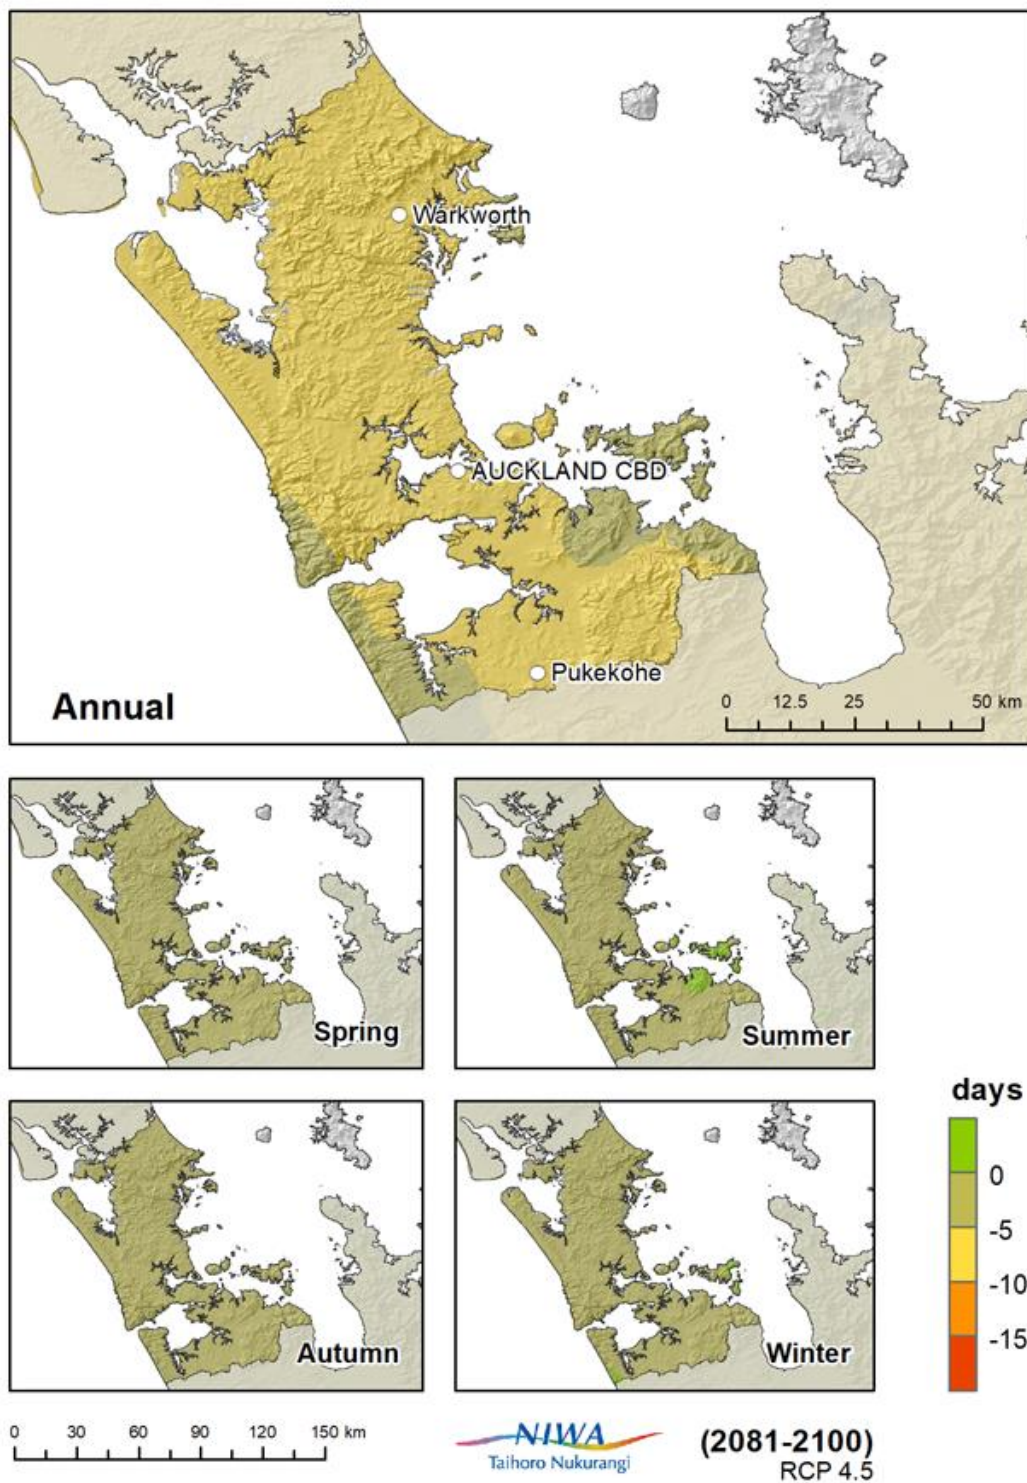 Warkworth
AUCKLAND CBD
Pukekohe
Annual
0 12.5 25 50 km
Spring
Summer
Autumn
Winter
days
0
-5
-10
-15
0 30 60 90 120 150 km
NIWA
Taihoro Nukurangi
(2081-2100)
RCP 4.5